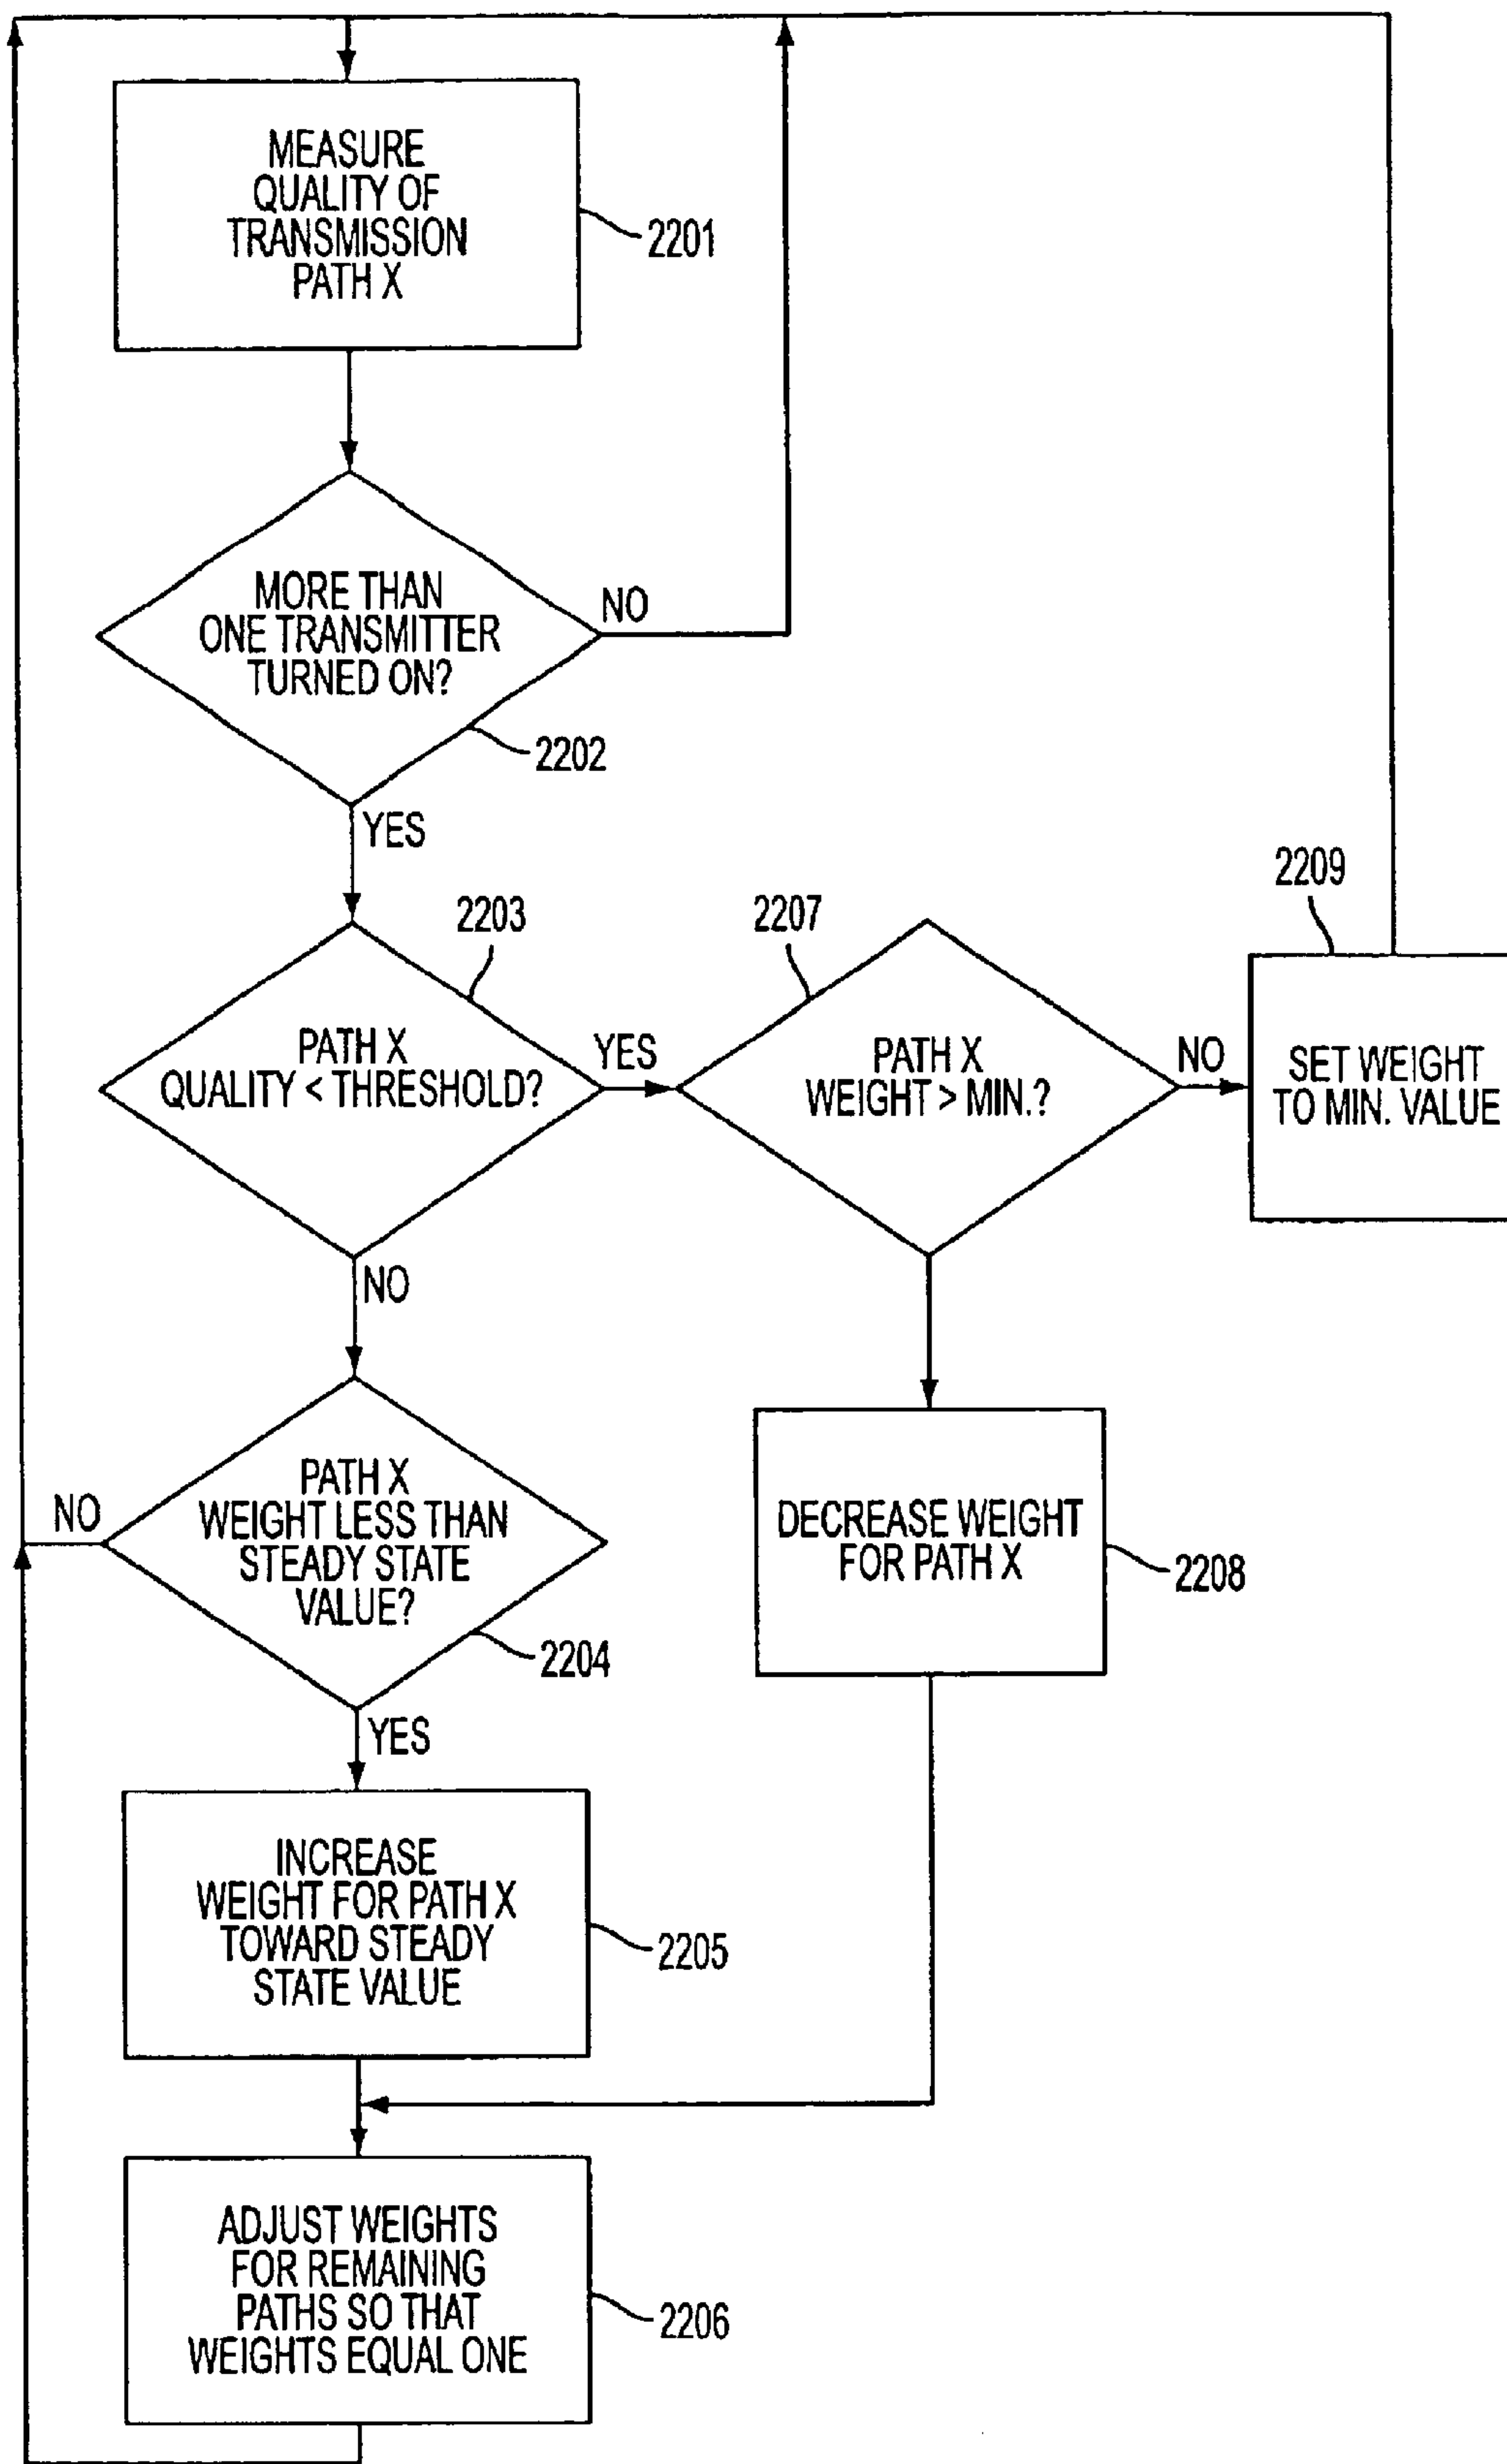 MEASURE
QUALITY OF
TRANSMISSION
PATH X
2201
MORE THAN
ONE TRANSMITTER
TURNED ON?
NO
2202
YES
2203
PATH X
QUALITY < THRESHOLD?
YES
2207
PATH X
WEIGHT > MIN.?
NO
2209
SET WEIGHT
TO MIN. VALUE
NO
PATH X
WEIGHT LESS THAN
STEADY STATE
VALUE?
NO
2204
YES
DECREASE WEIGHT
FOR PATH X
2208
INCREASE
WEIGHT FOR PATH X
TOWARD STEADY
STATE VALUE
2205
ADJUST WEIGHTS
FOR REMAINING
PATHS SO THAT
WEIGHTS EQUAL ONE
2206